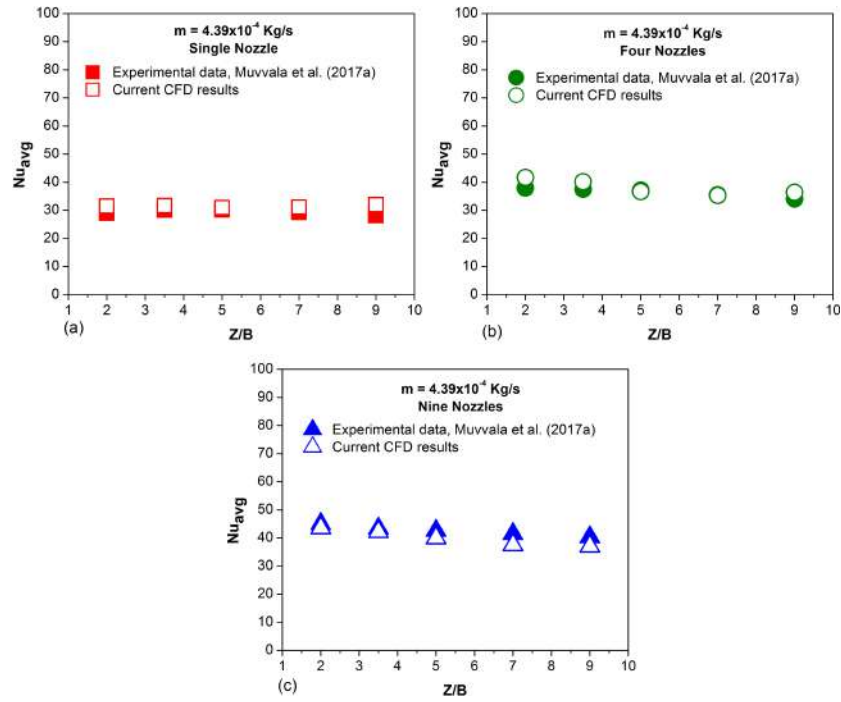 m = 4.39x10⁻⁴ Kg/s
Single Nozzle
Experimental data, Muvvala et al. (2017a)
Current CFD results
Nuavg
100
90
80
70
60
50
40
30
20
10
0
1 2 3 4 5 6 7 8 9 10
(a)
Z/B
m = 4.39x10⁻⁴ Kg/s
Four Nozzles
Experimental data, Muvvala et al. (2017a)
Current CFD results
Nuavg
100
90
80
70
60
50
40
30
20
10
0
1 2 3 4 5 6 7 8 9 10
(b)
Z/B
m = 4.39x10⁻⁴ Kg/s
Nine Nozzles
Experimental data, Muvvala et al. (2017a)
Current CFD results
Nuavg
100
90
80
70
60
50
40
30
20
10
0
1 2 3 4 5 6 7 8 9 10
(c)
Z/B